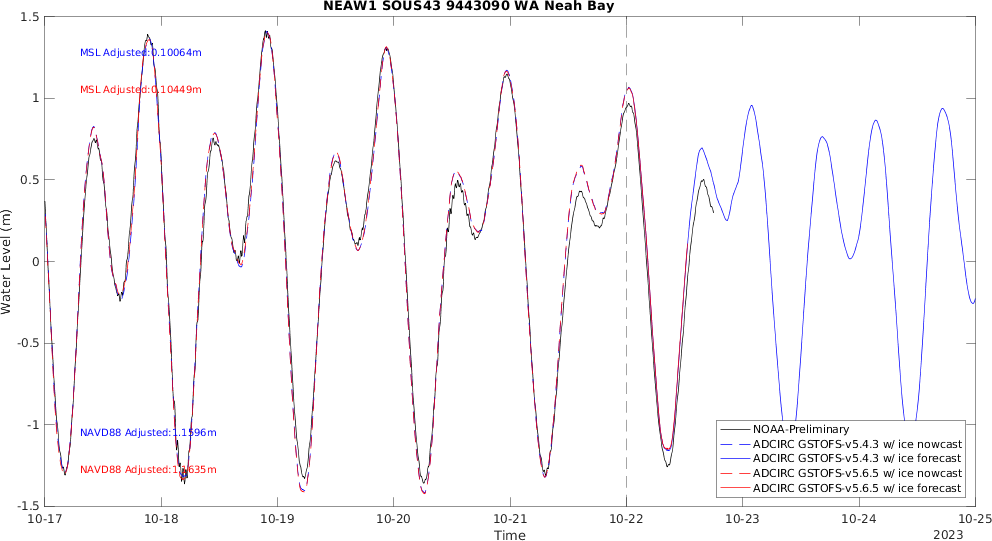 NEAW1 SOUS43 9443090 WA Neah Bay
1.5
MSL Adjusted:0.10064m
MSL Adjusted:0.10449m
1
0.5
0
-0.5
-1
-1.5
Water Level (m)
NAVD88 Adjusted:1.1596m
NAVD88 Adjusted:1.1635m
NOAA-Preliminary
ADCIRC GSTOFS-v5.4.3 w/ ice nowcast
ADCIRC GSTOFS-v5.4.3 w/ ice forecast
ADCIRC GSTOFS-v5.6.5 w/ ice nowcast
ADCIRC GSTOFS-v5.6.5 w/ ice forecast
10-17 10-18 10-19 10-20 10-21 10-22 10-23 10-24 10-25
Time
2023